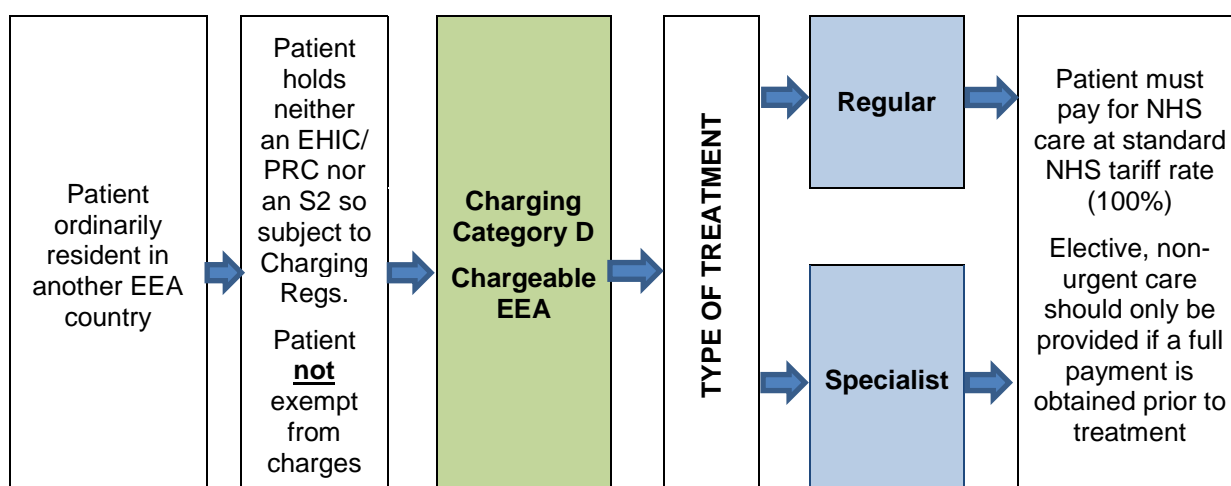 Patient
ordinarily
resident in
another EEA
country
Patient
holds
neither
an EHIC/
PRC nor
an S2 so
subject to
Charging
Regs.
Patient
not
exempt
from
charges
Charging
Category D
Chargeable
EEA
TYPE OF TREATMENT
Regular
Specialist
Patient must
pay for NHS
care at standard
NHS tariff rate
(100%)
Elective, non-
urgent care
should only be
provided if a full
payment is
obtained prior to
treatment